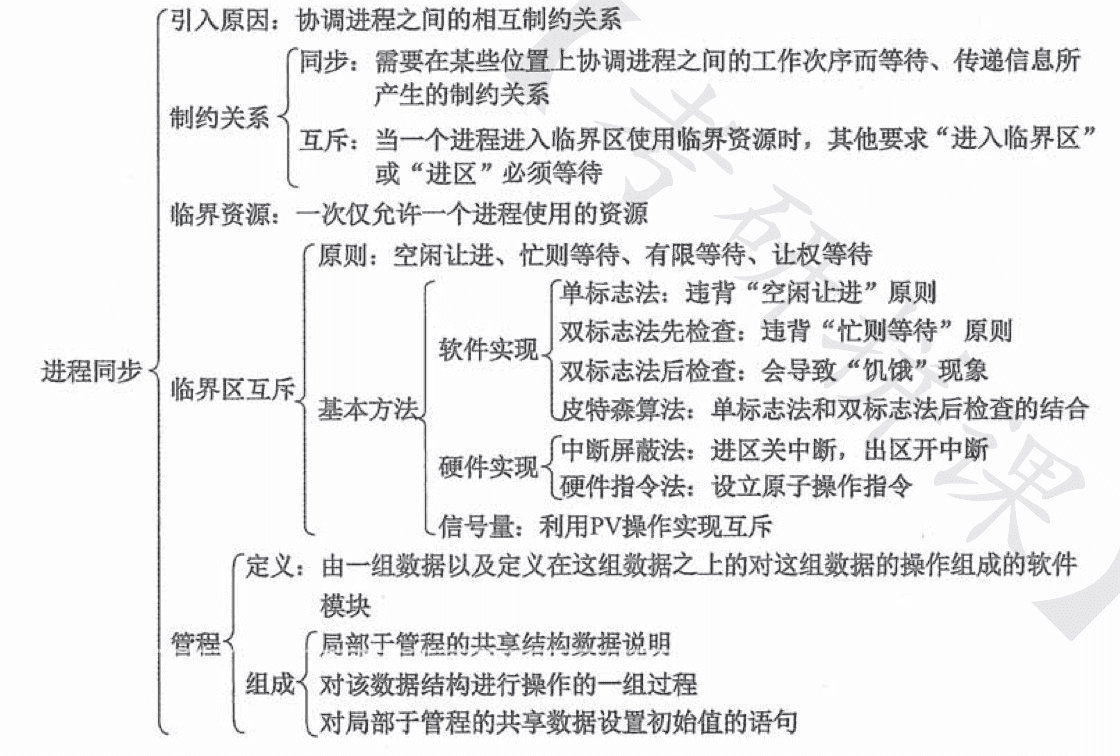 引入原因：协调进程之间的相互制约关系
同步：需要在某些位置上协调进程之间的工作次序而等待、传递信息所
产生的制约关系
制约关系
互斥：当一个进程进入临界区使用临界资源时，其他要求“进入临界区”
或“进区”必须等待
临界资源：一次仅允许一个进程使用的资源
原则：空闲让进、忙则等待、有限等待、让权等待
单标志法：违背“空闲让进”原则
双标志法先检查：违背“忙则等待”原则
软件实现
双标志法后检查：会导致“饥饿”现象
进程同步
临界区互斥
基本方法
皮特森算法：单标志法和双标志法后检查的结合
中断屏蔽法：进区关中断，出区开中断
硬件实现
硬件指令法：设立原子操作指令
信号量：利用PV操作实现互斥
定义：由一组数据以及定义在这组数据之上的对这组数据的操作组成的软件
模块
管程
局部于管程的共享结构数据说明
组成
对该数据结构进行操作的一组过程
对局部于管程的共享数据设置初始值的语句